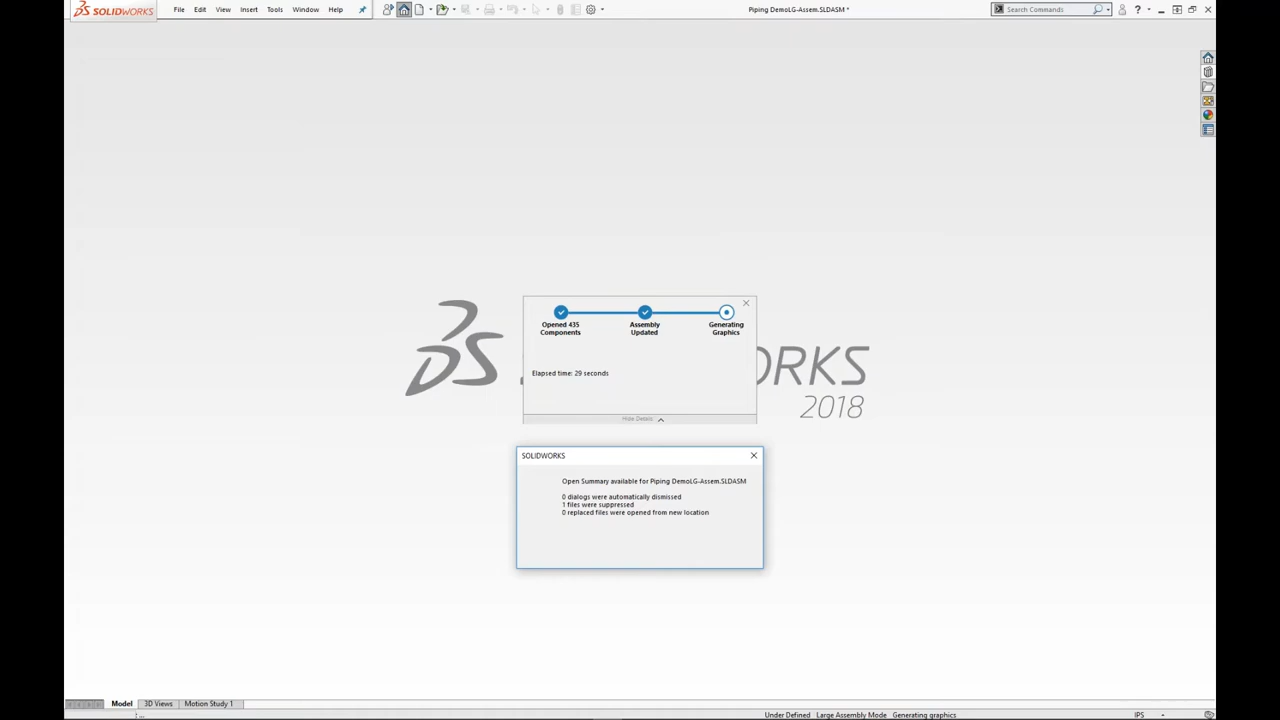 SOLIDWORKS File Edit View Insert Tools Window Help Piping DemoLG-Assem.SLDASM * Search Commands ?
Opened 435 Components
Assembly Updated
Generating Graphics
Elapsed time: 29 seconds
Hide Details
ORKS
2018
SOLIDWORKS
Open Summary available for Piping DemoLG-Assem.SLDASM
0 dialogs were automatically dismissed
1 files were suppressed
0 replaced files were opened from new location
Model 3D Views Motion Study 1
... Under Defined Large Assembly Mode Generating graphics IPS -